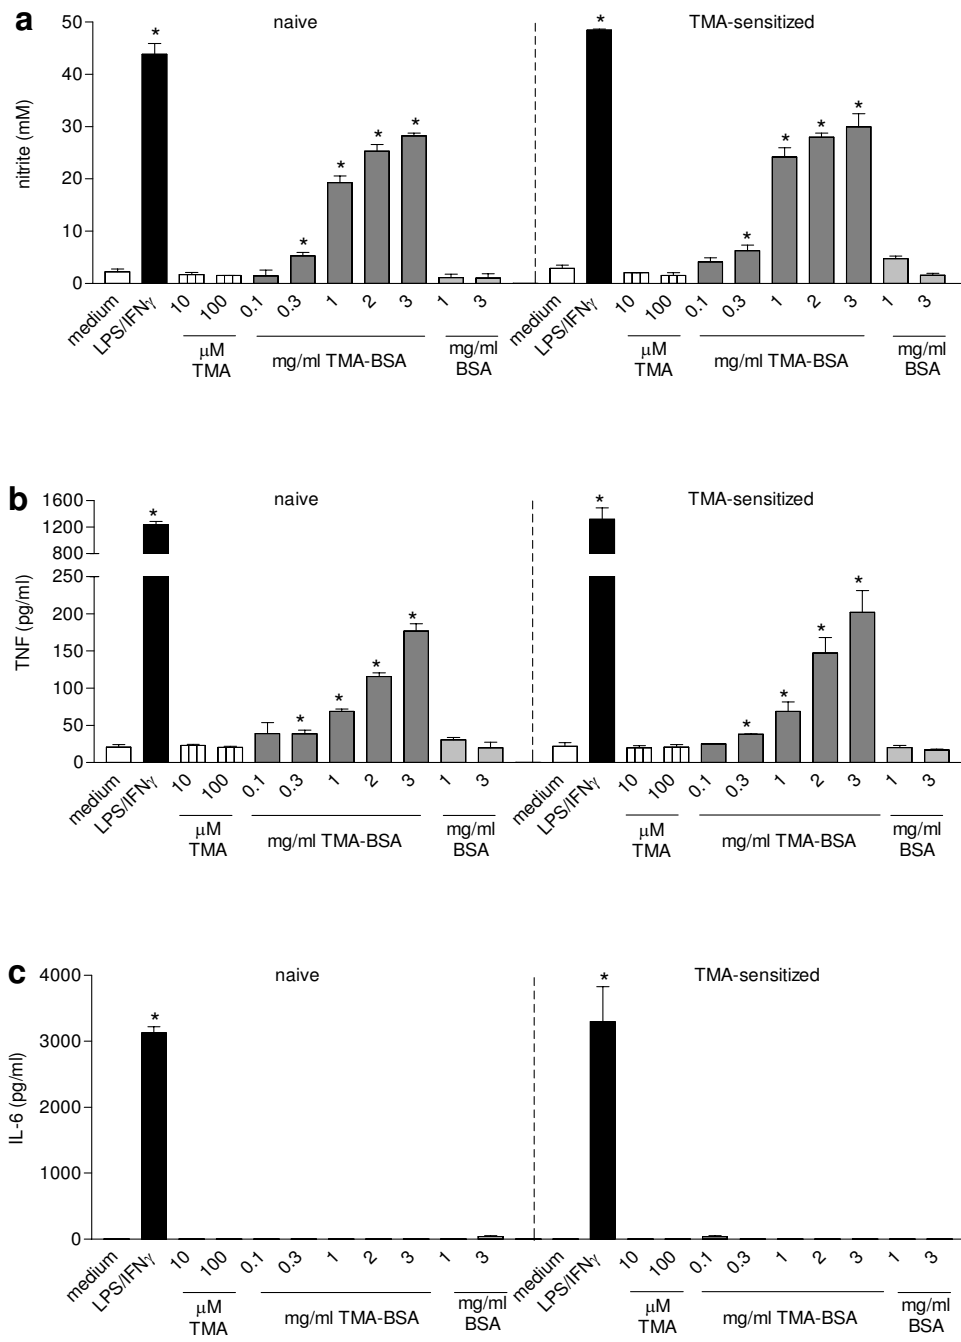 a
naive
TMA-sensitized
nitrite (mM)
50
40
30
20
10
0
* * * * * *
* * * * * *
medium LPS/IFNγ 10 100 0.1 0.3 1 2 3 1 3
medium LPS/IFNγ 10 100 0.1 0.3 1 2 3 1 3
μM
TMA
mg/ml TMA-BSA
mg/ml
BSA
μM
TMA
mg/ml TMA-BSA
mg/ml
BSA
b
naive
TMA-sensitized
TNF (pg/ml)
1600
1200
800
250
200
150
100
50
0
* * * * *
* * * * *
medium LPS/IFNγ 10 100 0.1 0.3 1 2 3 1 3
medium LPS/IFNγ 10 100 0.1 0.3 1 2 3 1 3
μM
TMA
mg/ml TMA-BSA
mg/ml
BSA
μM
TMA
mg/ml TMA-BSA
mg/ml
BSA
c
naive
TMA-sensitized
IL-6 (pg/ml)
4000
3000
2000
1000
0
*
*
medium LPS/IFNγ 10 100 0.1 0.3 1 2 3 1 3
medium LPS/IFNγ 10 100 0.1 0.3 1 2 3 1 3
μM
TMA
mg/ml TMA-BSA
mg/ml
BSA
μM
TMA
mg/ml TMA-BSA
mg/ml
BSA